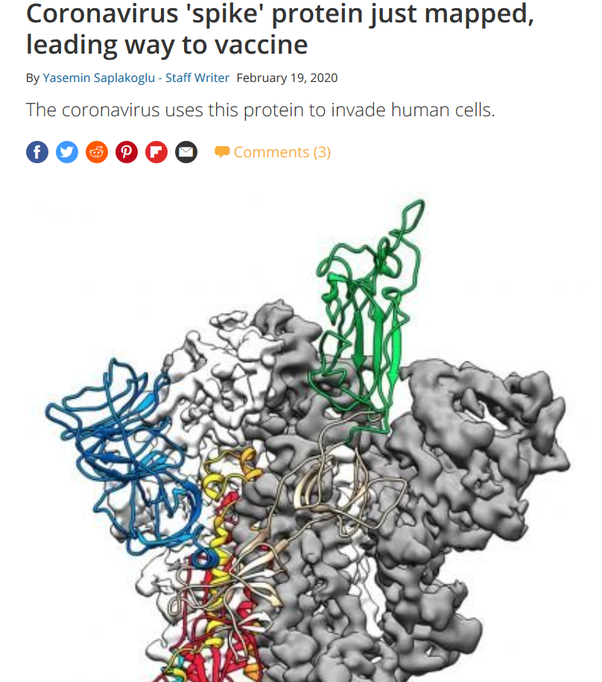 Coronavirus 'spike' protein just mapped,
leading way to vaccine
By Yasemin Saplakoglu - Staff Writer February 19, 2020
The coronavirus uses this protein to invade human cells.
Comments (3)